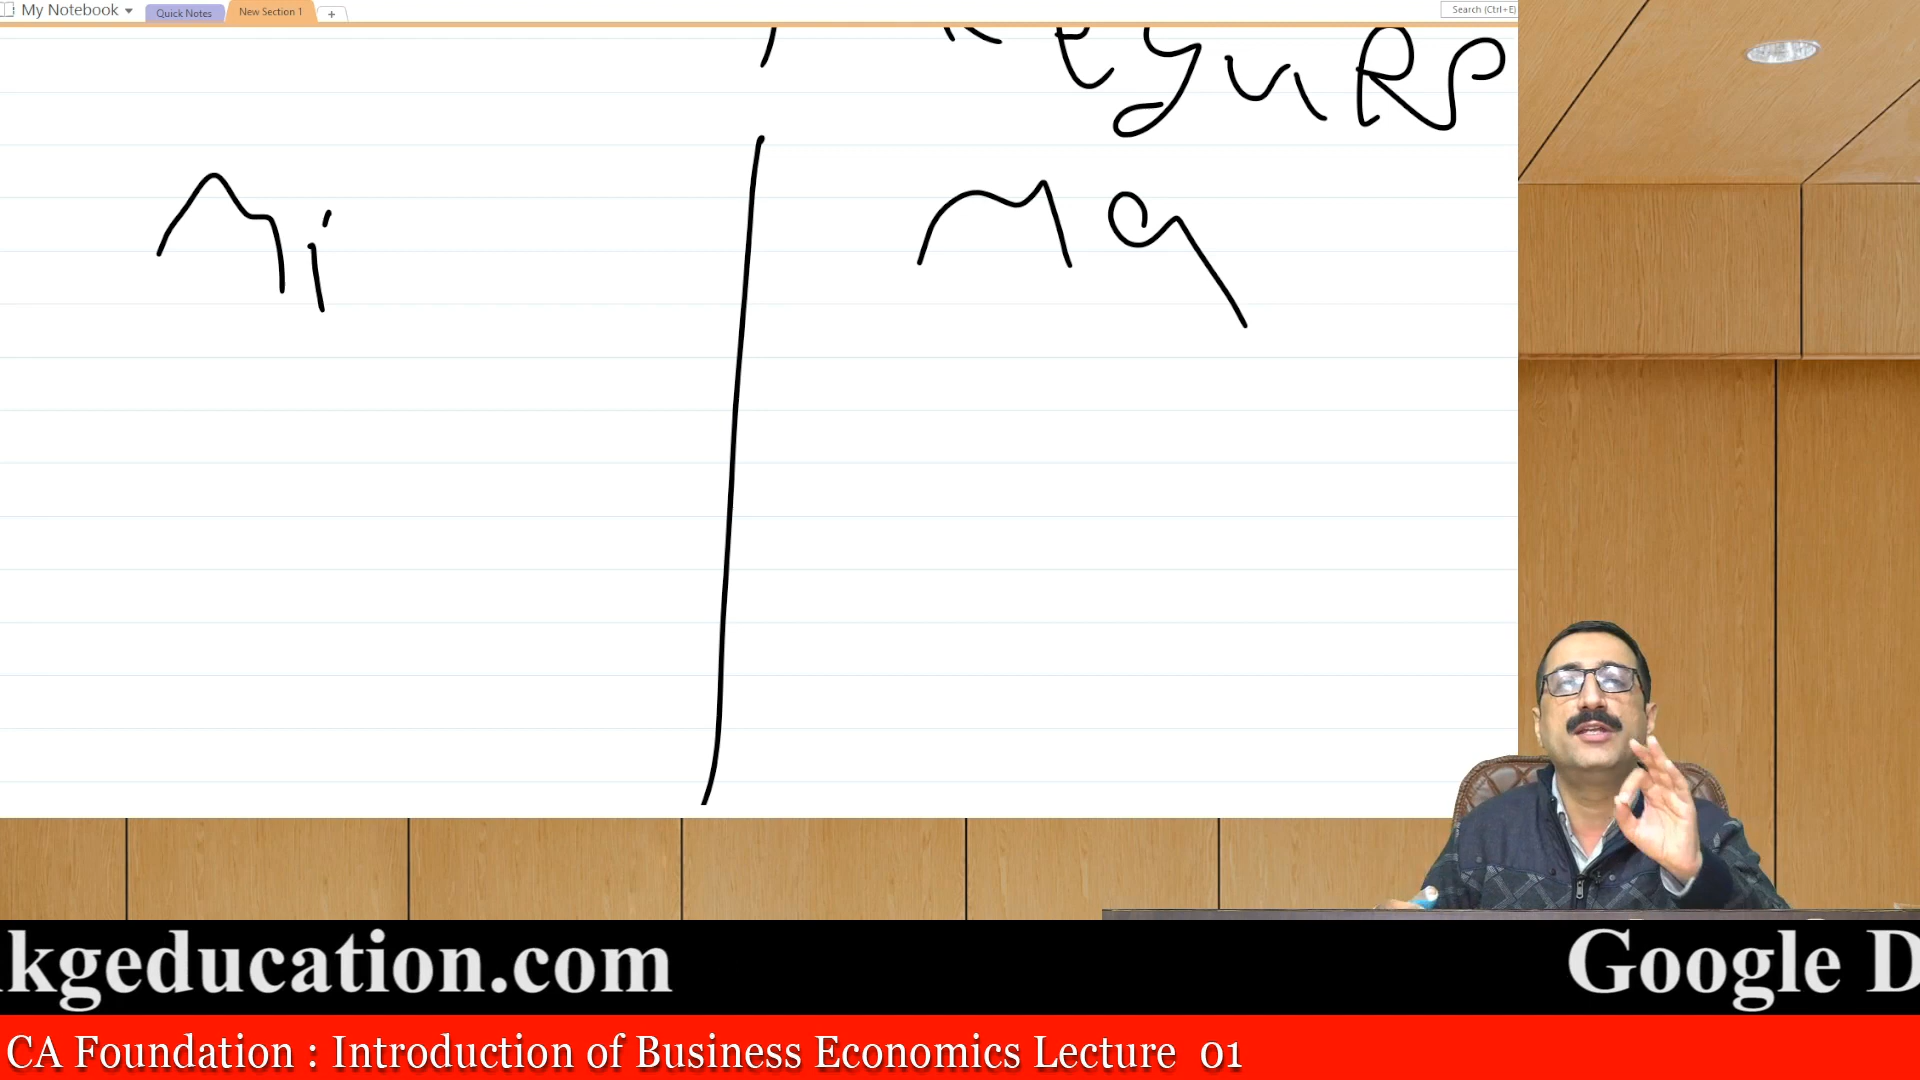 My Notebook Quick Notes New Section 1 + Search (Ctrl+E)
Mi Ma
kgeducation.com Google D
CA Foundation : Introduction of Business Economics Lecture 01